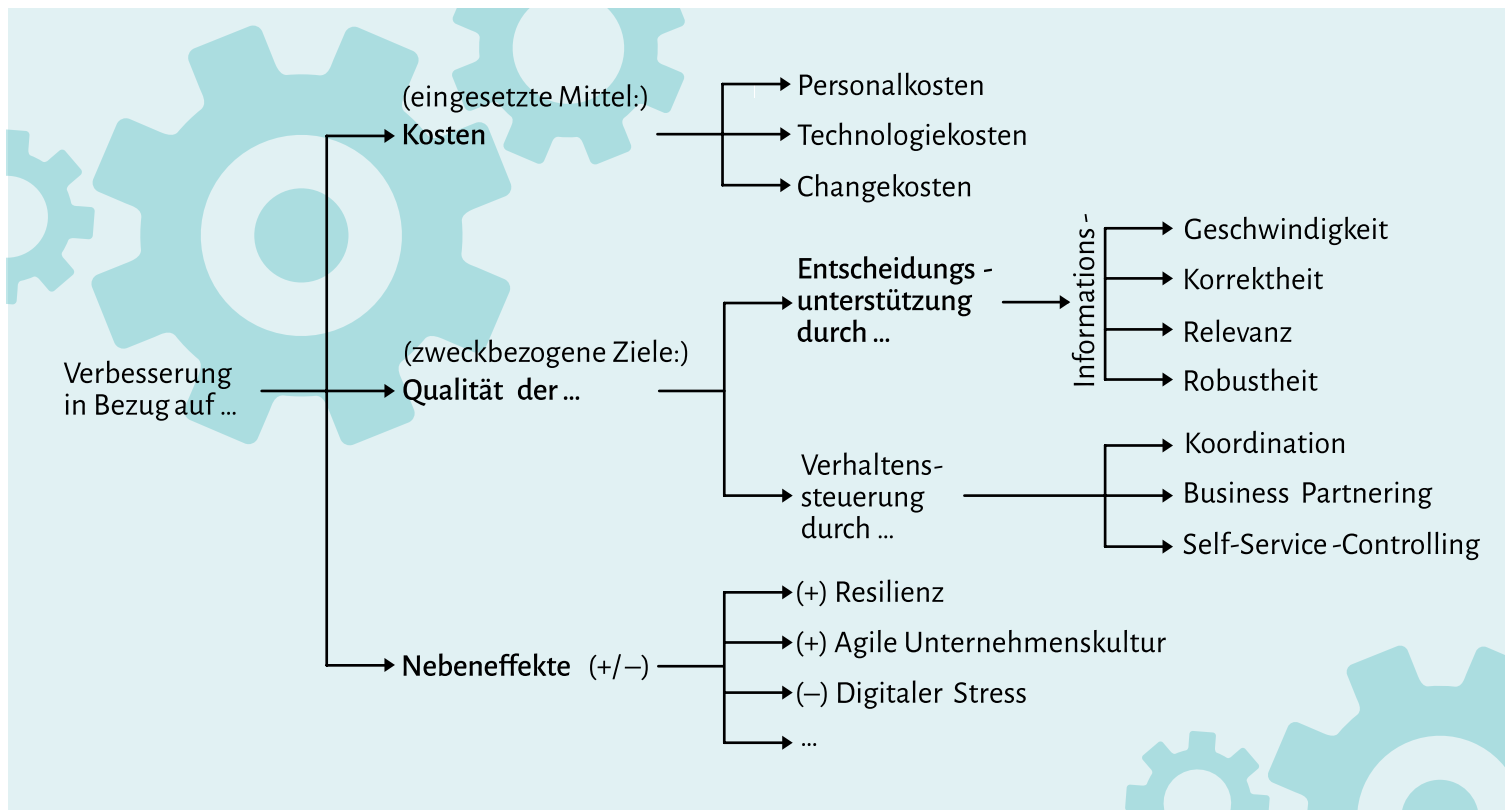 Verbesserung
in Bezug auf ...
(eingesetzte Mittel:)
Kosten
Personalkosten
Technologiekosten
Changekosten
(zweckbezogene Ziele:)
Qualität der ...
Entscheidungs -
unterstützung
durch ...
Informations -
Geschwindigkeit
Korrektheit
Relevanz
Robustheit
Verhaltens-
steuerung
durch ...
Koordination
Business Partnering
Self-Service -Controlling
Nebeneffekte (+/–)
(+) Resilienz
(+) Agile Unternehmenskultur
(–) Digitaler Stress
...